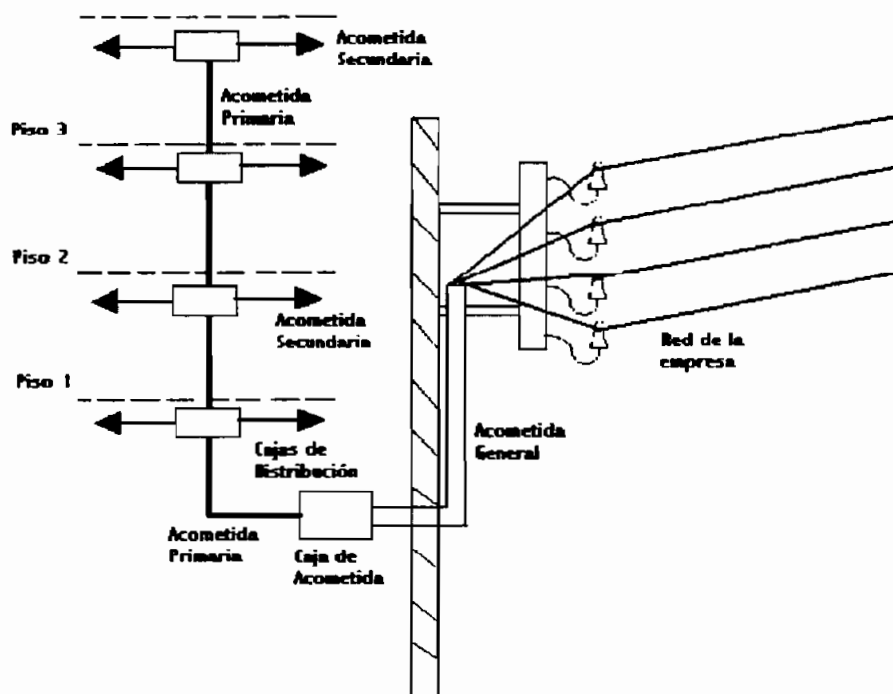 Acometida
Secundaria
Acometida
Primaria
Piso 3
Piso 2
Acometida
Secundaria
Red de la
empresa
Piso 1
Acometida
General
Cajas de
Distribución
Acometida
Primaria
Caja de
Acometida